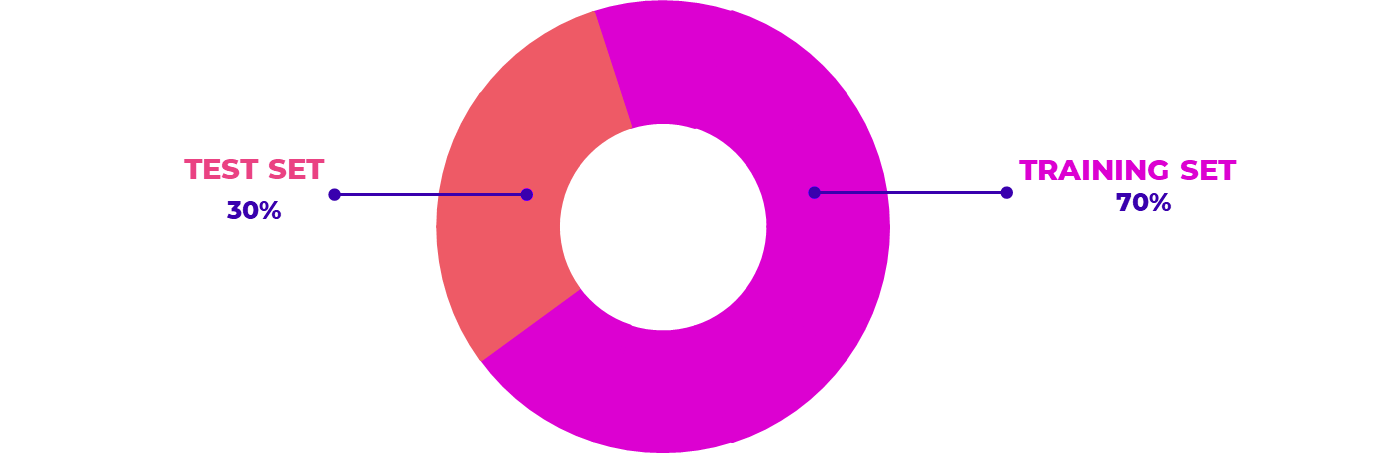 TEST SET
30%
TRAINING SET
70%